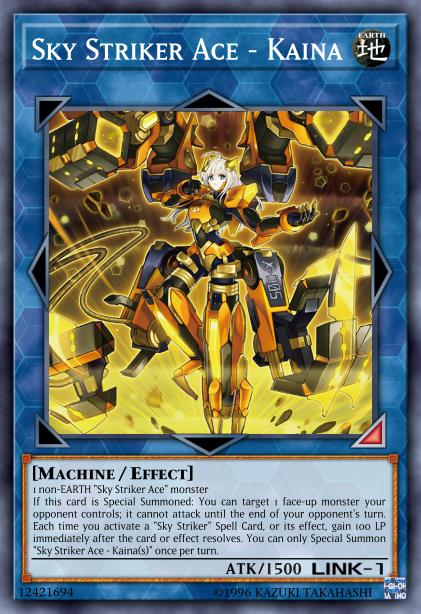 Sky Striker Ace - Kaina
EARTH
地
X-005
[Machine / Effect]
1 non-EARTH "Sky Striker Ace" monster
If this card is Special Summoned: You can target 1 face-up monster your
opponent controls; it cannot attack until the end of your opponent's turn.
Each time you activate a "Sky Striker" Spell Card, or its effect, gain 100 LP
immediately after the card or effect resolves. You can only Special Summon
"Sky Striker Ace - Kaina(s)" once per turn.
ATK/1500 LINK-1
12421694 ©1996 KAZUKI TAKAHASHI